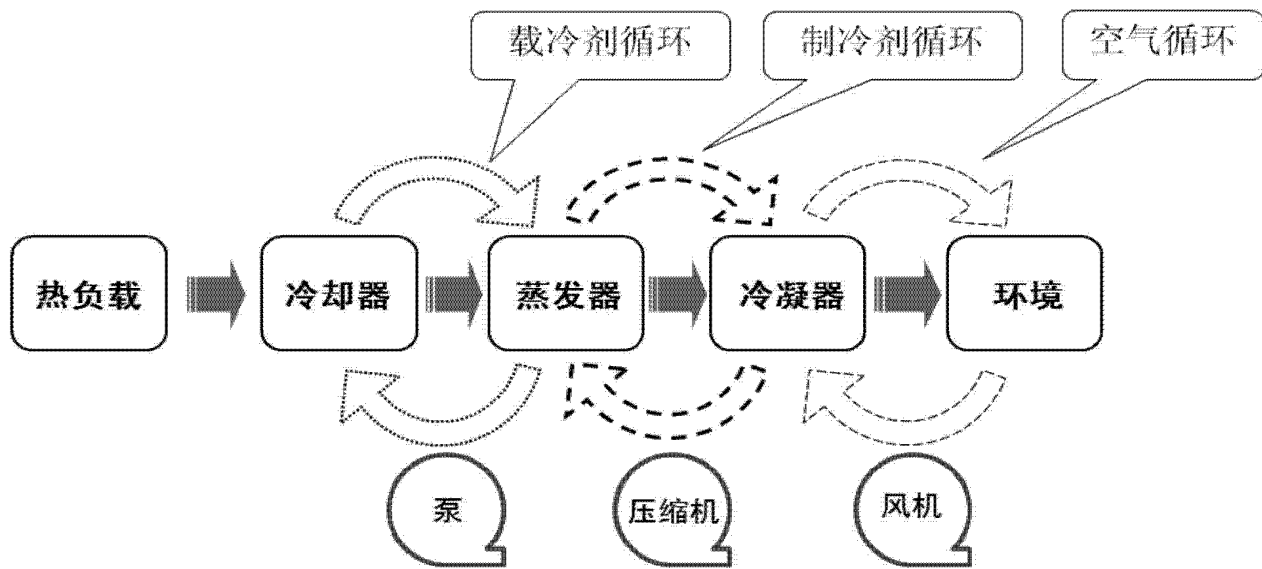 载冷剂循环
制冷剂循环
空气循环
热负载
冷却器
蒸发器
冷凝器
环境
泵
压缩机
风机